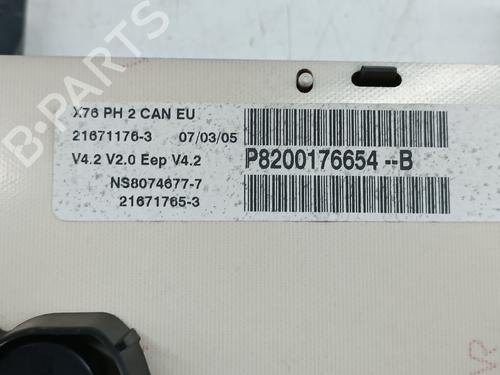 B-PARTS
X76 PH 2 CAN EU
21671176-3 07/03/05
V4.2 V2.0 Eep V4.2
P8200176654 --B
NS8074677-7
21671765-3